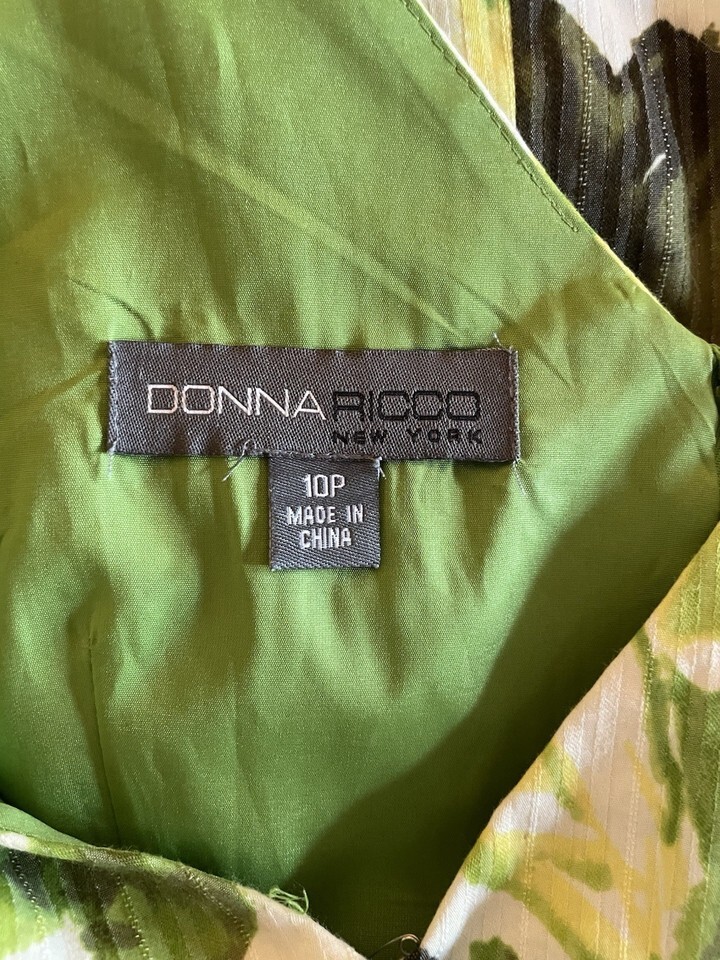 DONNA RICCO
NEW YORK
10P
MADE IN
CHINA